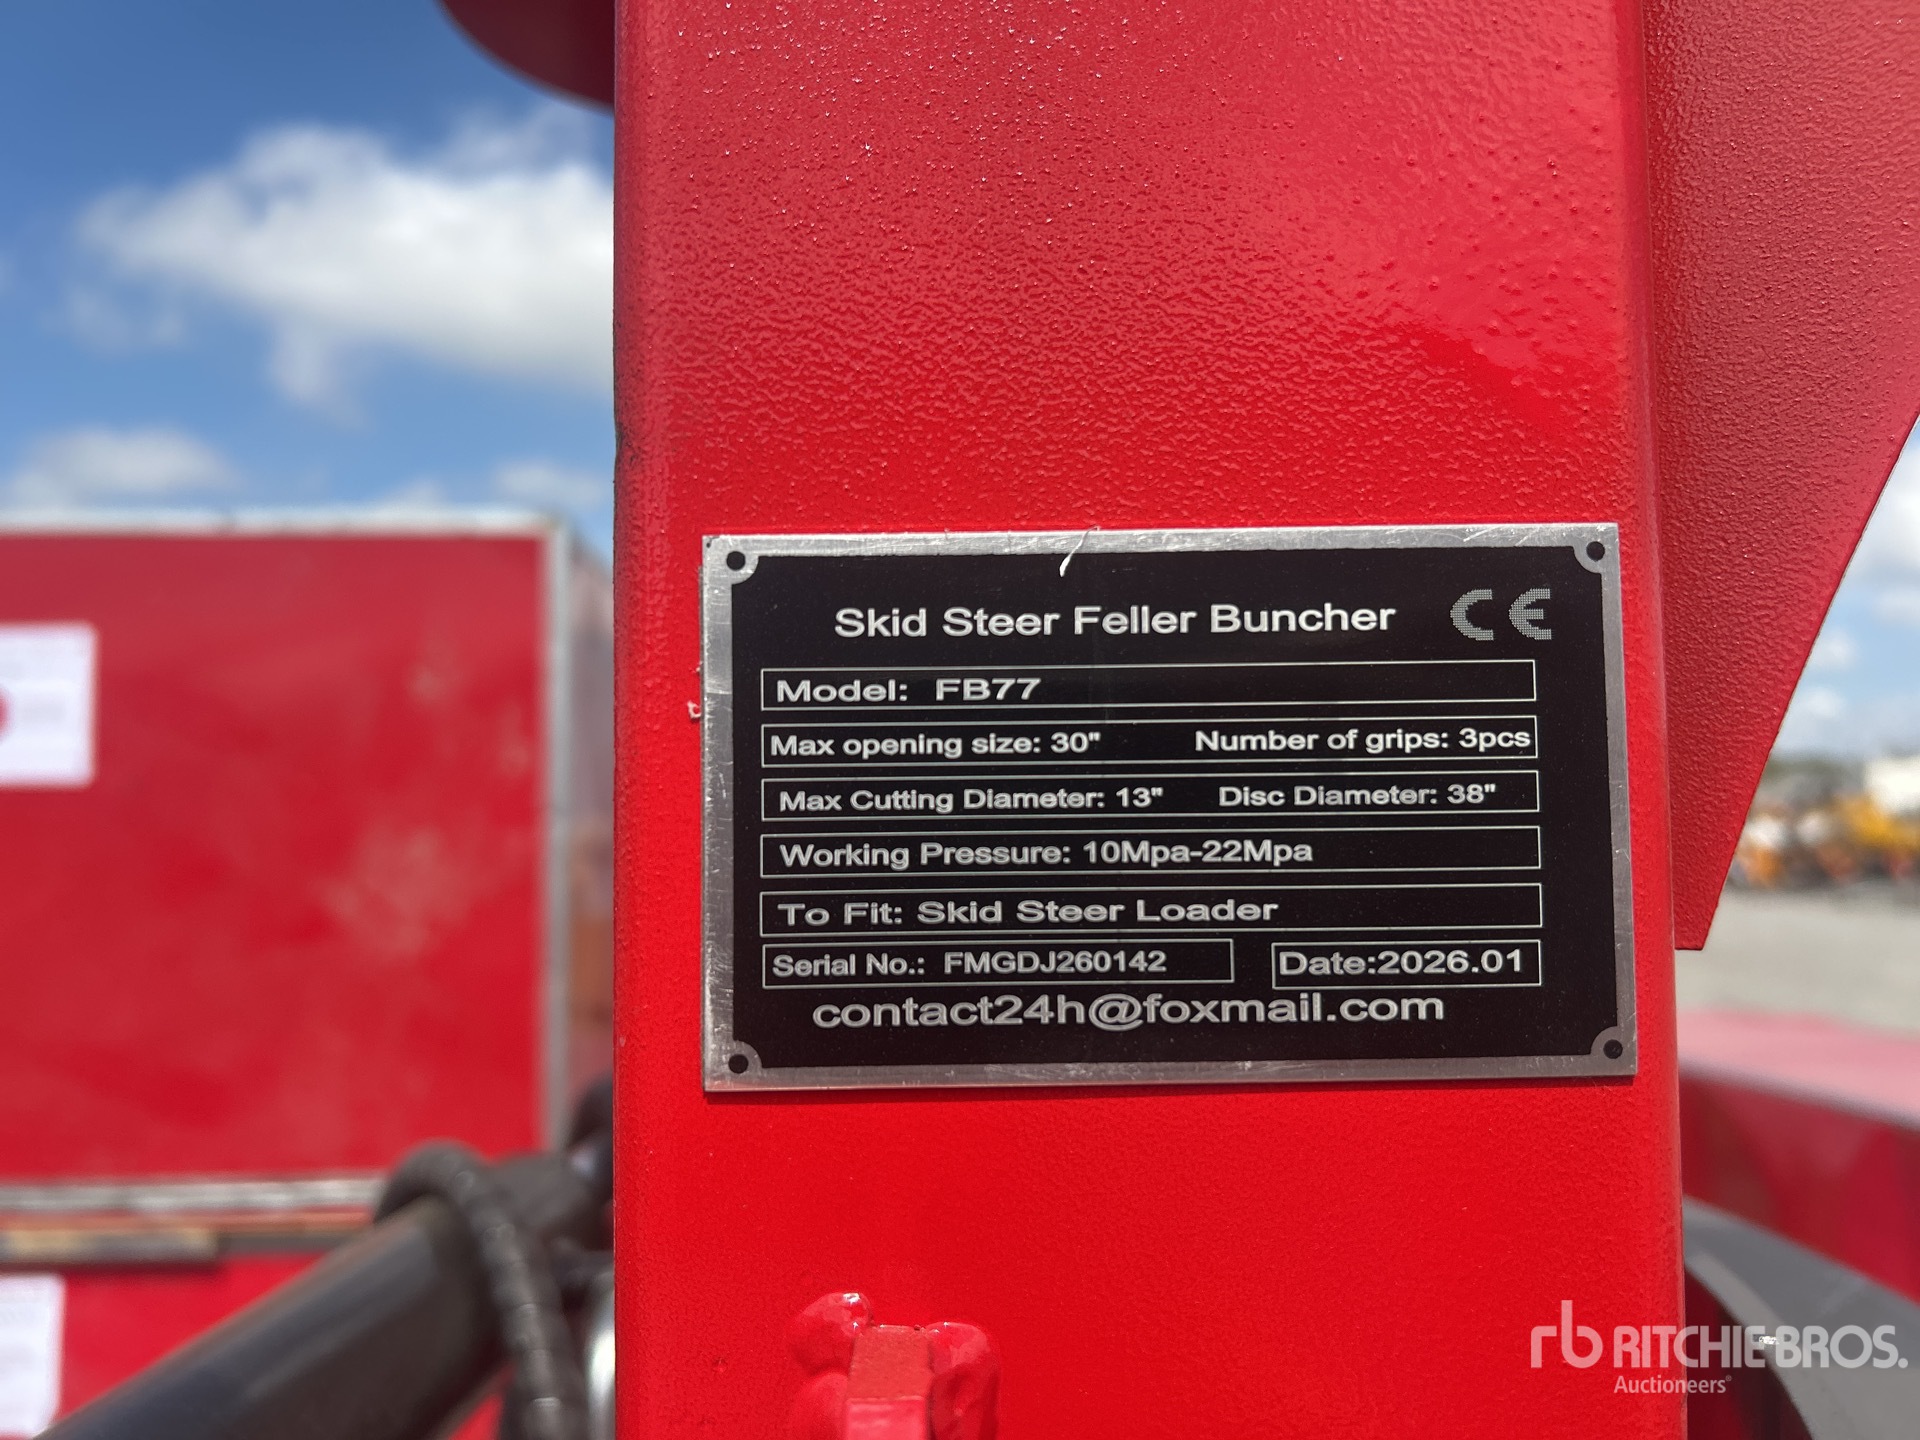 Skid Steer Feller Buncher CE
Model: FB77
Max opening size: 30" Number of grips: 3pcs
Max Cutting Diameter: 13" Disc Diameter: 38"
Working Pressure: 10Mpa-22Mpa
To Fit: Skid Steer Loader
Serial No.: FMGDJ260142 Date:2026.01
contact24h@foxmail.com
rb RITCHIE BROS.
Auctioneers®